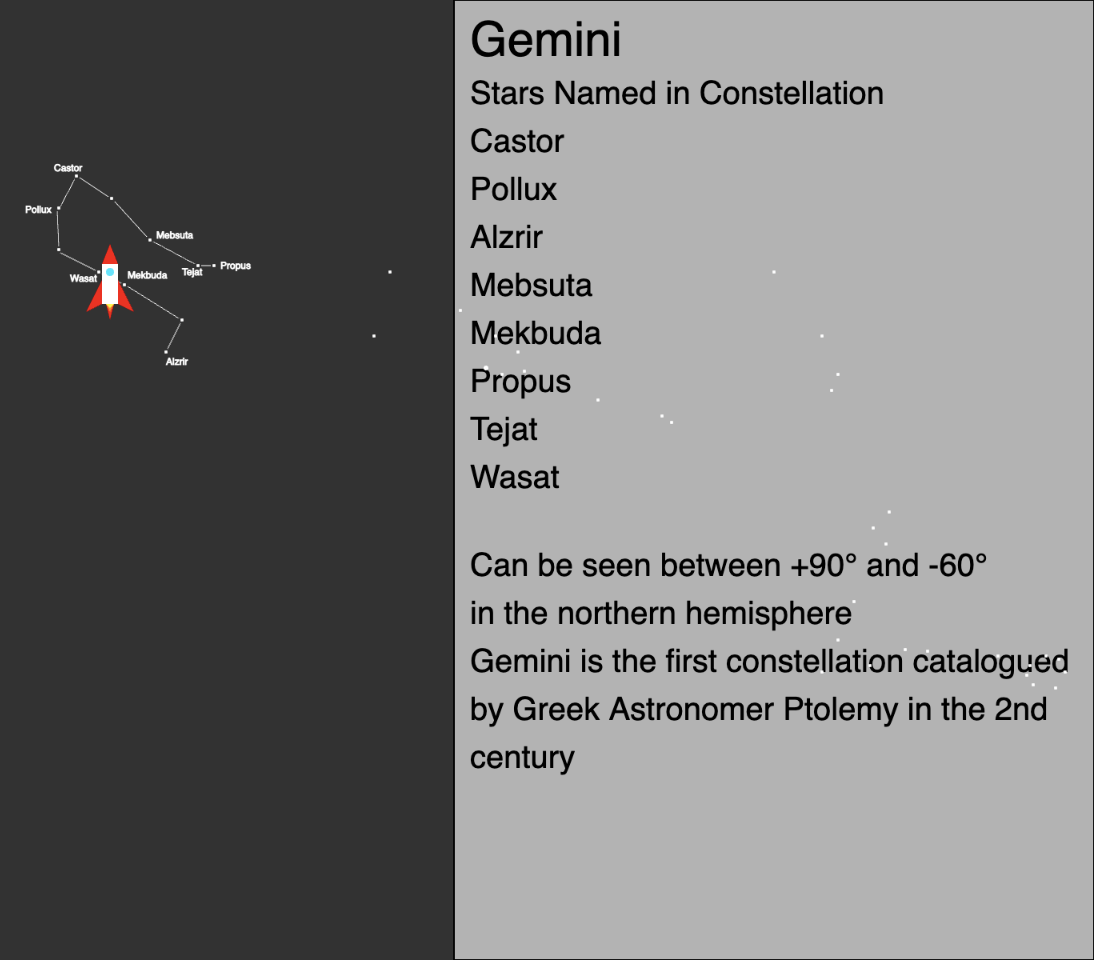 Castor
Pollux
Mebsuta
Tejat
Propus
Wasat
Mekbuda
Alzrir
Gemini
Stars Named in Constellation
Castor
Pollux
Alzrir
Mebsuta
Mekbuda
Propus
Tejat
Wasat
Can be seen between +90° and -60°
in the northern hemisphere
Gemini is the first constellation catalogued
by Greek Astronomer Ptolemy in the 2nd
century